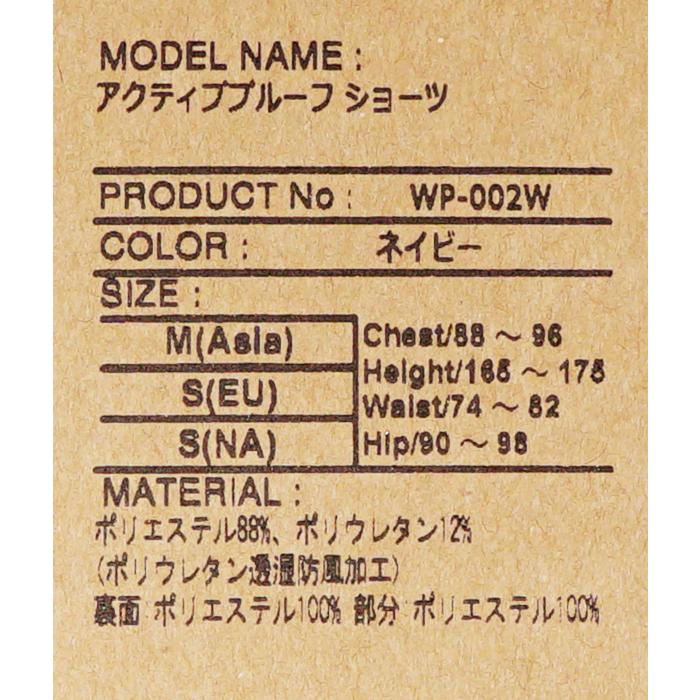 MODEL NAME :
アクティブプルーフ ショーツ
PRODUCT No : WP-002W
COLOR : ネイビー
SIZE :
M(Asia)
S(EU)
S(NA)
Chest/88 ～ 96
Height/165 ～ 175
Waist/74 ～ 82
Hip/90 ～ 98
MATERIAL :
ポリエステル88%、ポリウレタン12%
(ポリウレタン透湿防風加工)
裏面:ポリエステル100% 部分:ポリエステル100%